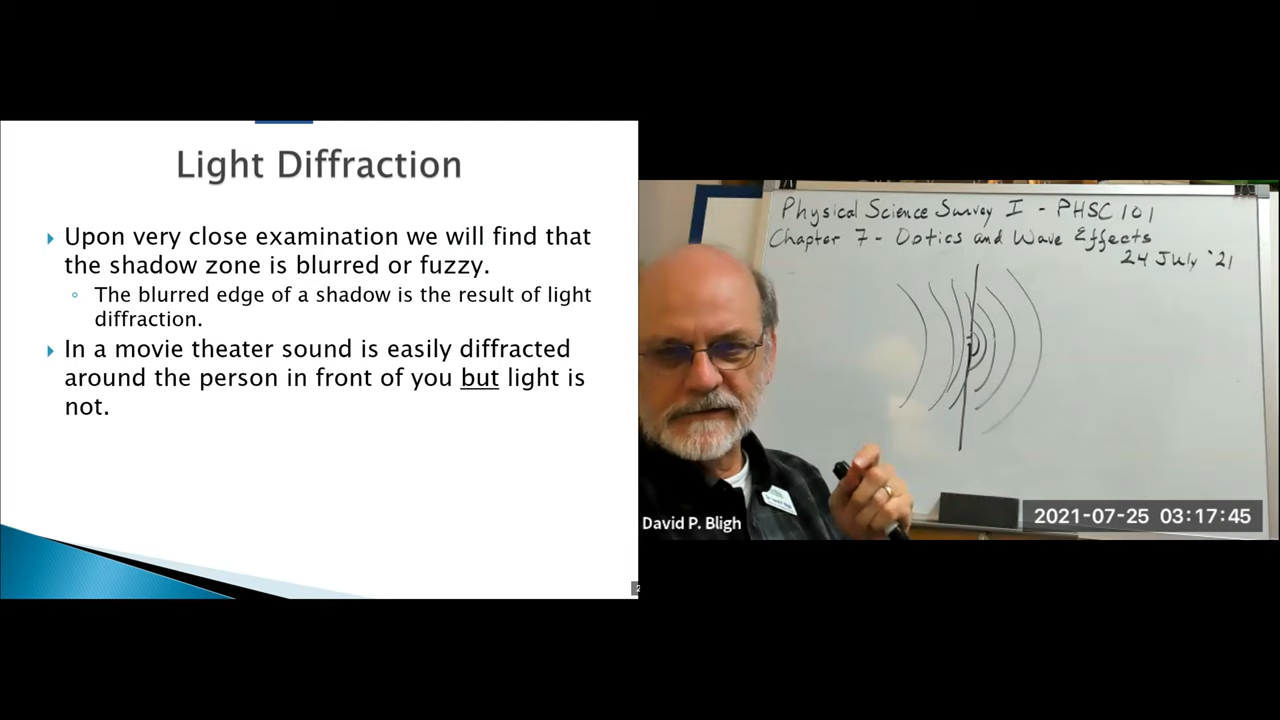 Light Diffraction
Upon very close examination we will find that
the shadow zone is blurred or fuzzy.
The blurred edge of a shadow is the result of light
diffraction.
In a movie theater sound is easily diffracted
around the person in front of you but light is
not.
Physical Science Survey I - PHSC 101
Chapter 7 - Optics and Wave Effects
24 July '21
David P. Bligh
2021-07-25 03:17:45